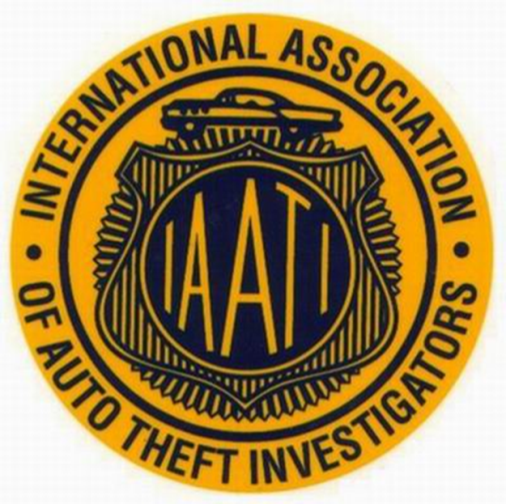 INTERNATIONAL ASSOCIATION
IAATI
OF AUTO THEFT INVESTIGATORS